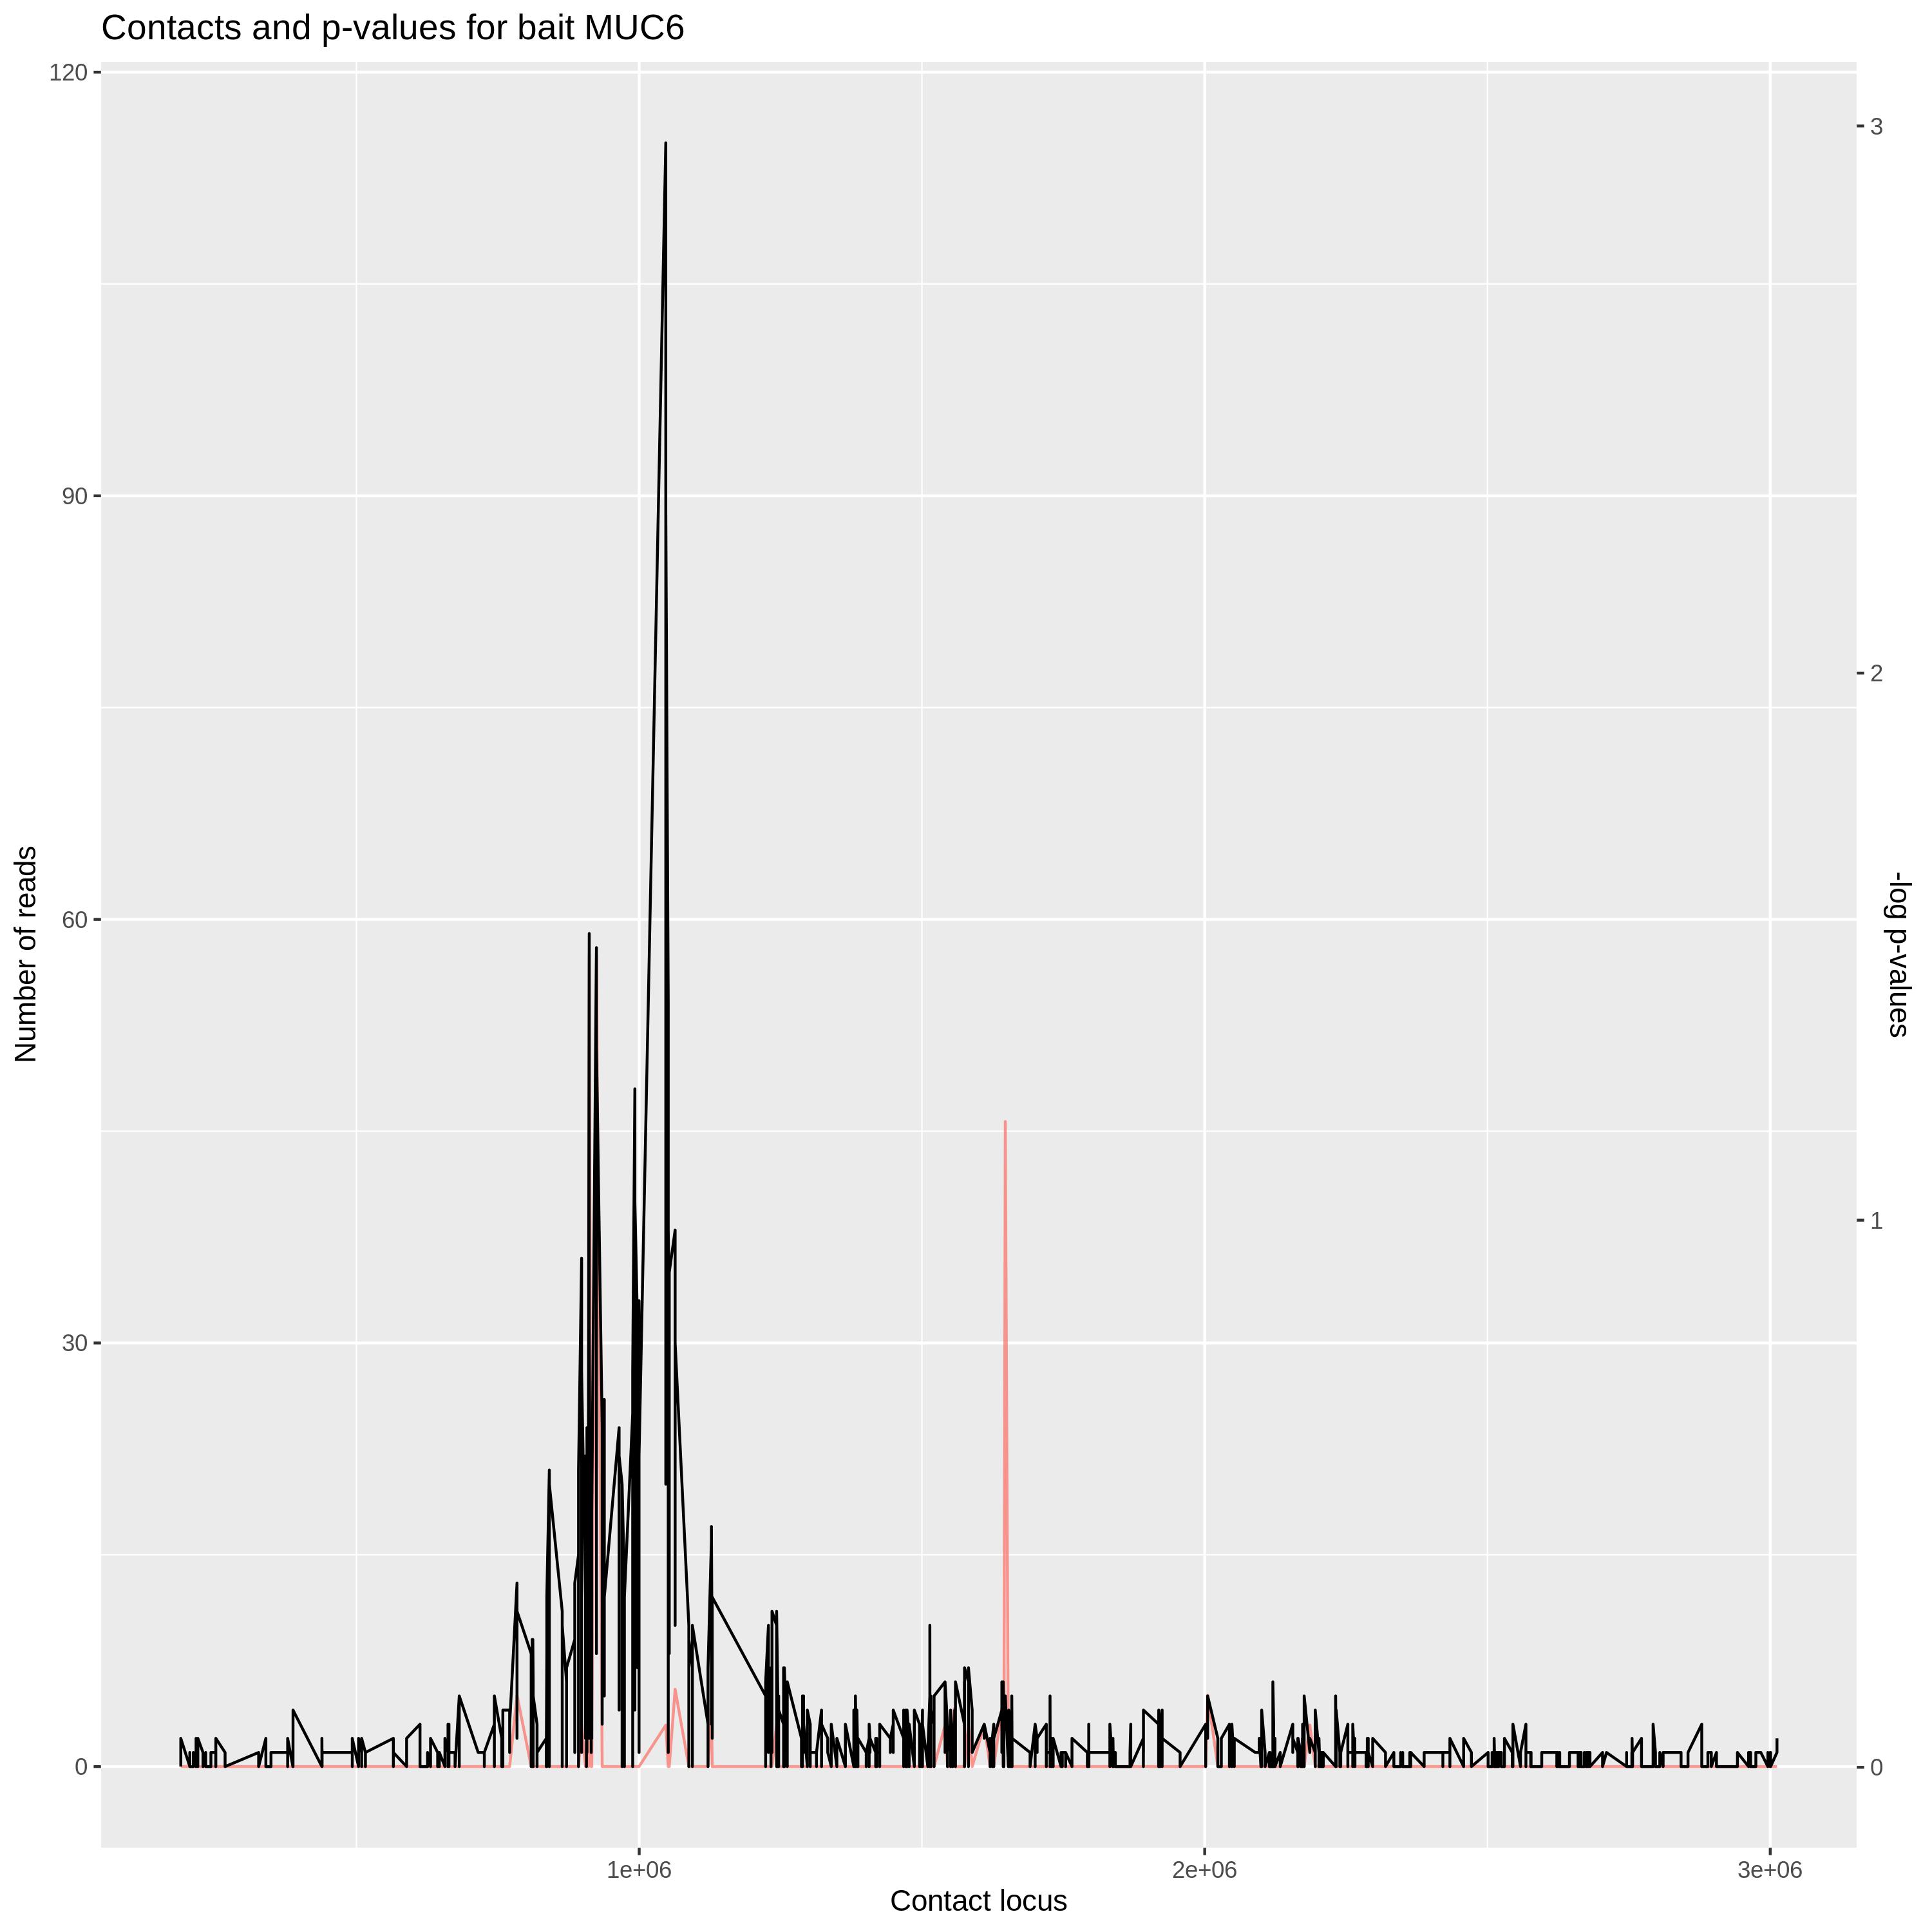 Contacts and p-values for bait MUC6
120
90
60
30
0
Number of reads
3
2
1
0
-log p-values
1e+06
2e+06
3e+06
Contact locus